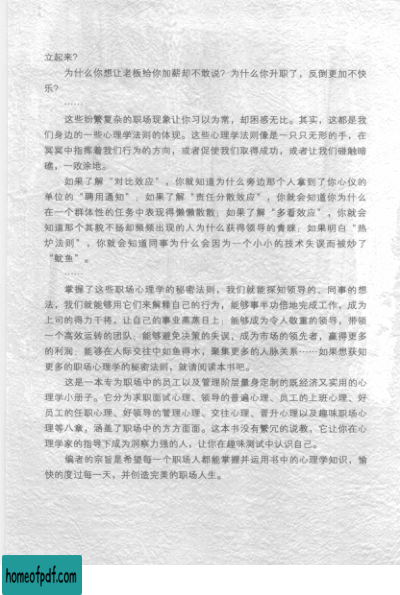 立起来？
为什么你想让老板给你加薪却不敢说？为什么你升职了，反倒更加不快
乐？
……
这些纷繁复杂的职场现象让你习以为常，却困惑无比。其实，这都是我
们身边的一些心理学法则的体现。这些心理学法则像是一只只无形的手，在
冥冥中指挥着我们行为的方向，或者促使我们取得成功，或者让我们碰触暗
礁，一败涂地。
如果了解“对比效应”，你就知道为什么旁边那个人拿到了你心仪的
单位的“聘用通知”；如果了解“责任分散效应”，你就会知道你为什么
在一个群体性的任务中表现得懒懒散散；如果了解“多看效应”，你就会
知道那个其貌不扬却频频出现的人为什么获得领导的青睐；如果明白“热
炉法则”，你就会知道同事为什么会因为一个小小的技术失误而被炒了
“鱿鱼”。
……
掌握了这些职场心理学的秘密法则，我们就能探知领导的、同事的想
法，我们就能够用它们来解释自己的行为，能够事半功倍地完成工作，成为
上司的得力干将，让自己的事业蒸蒸日上；能够成为令人敬重的领导，带领
一个高效运转的团队；能够避免决策的失误，成为市场的领先者，赢得更多
的利润；能够在人际交往中如鱼得水，聚集更多的人脉关系……如果想获知
更多的职场心理学的秘密法则，就请阅读本书吧。
这是一本专为职场中的员工以及管理阶层量身定制的既经济又实用的心
理学小册子。它分为求职面试心理、领导的普遍心理、员工的上班心理、好
员工的任职心理、好领导的管理心理、交往心理、晋升心理以及趣味职场心
理等八章，涵盖了职场中的方方面面。这本书没有繁冗的说教，它让你在心
理学家的指导下成为洞察力强的人，让你在趣味测试中认识自己。
编者的宗旨是希望每一个职场人都能掌握并运用书中的心理学知识，愉
快的度过每一天，并创造完美的职场人生。
homeofpdf.com